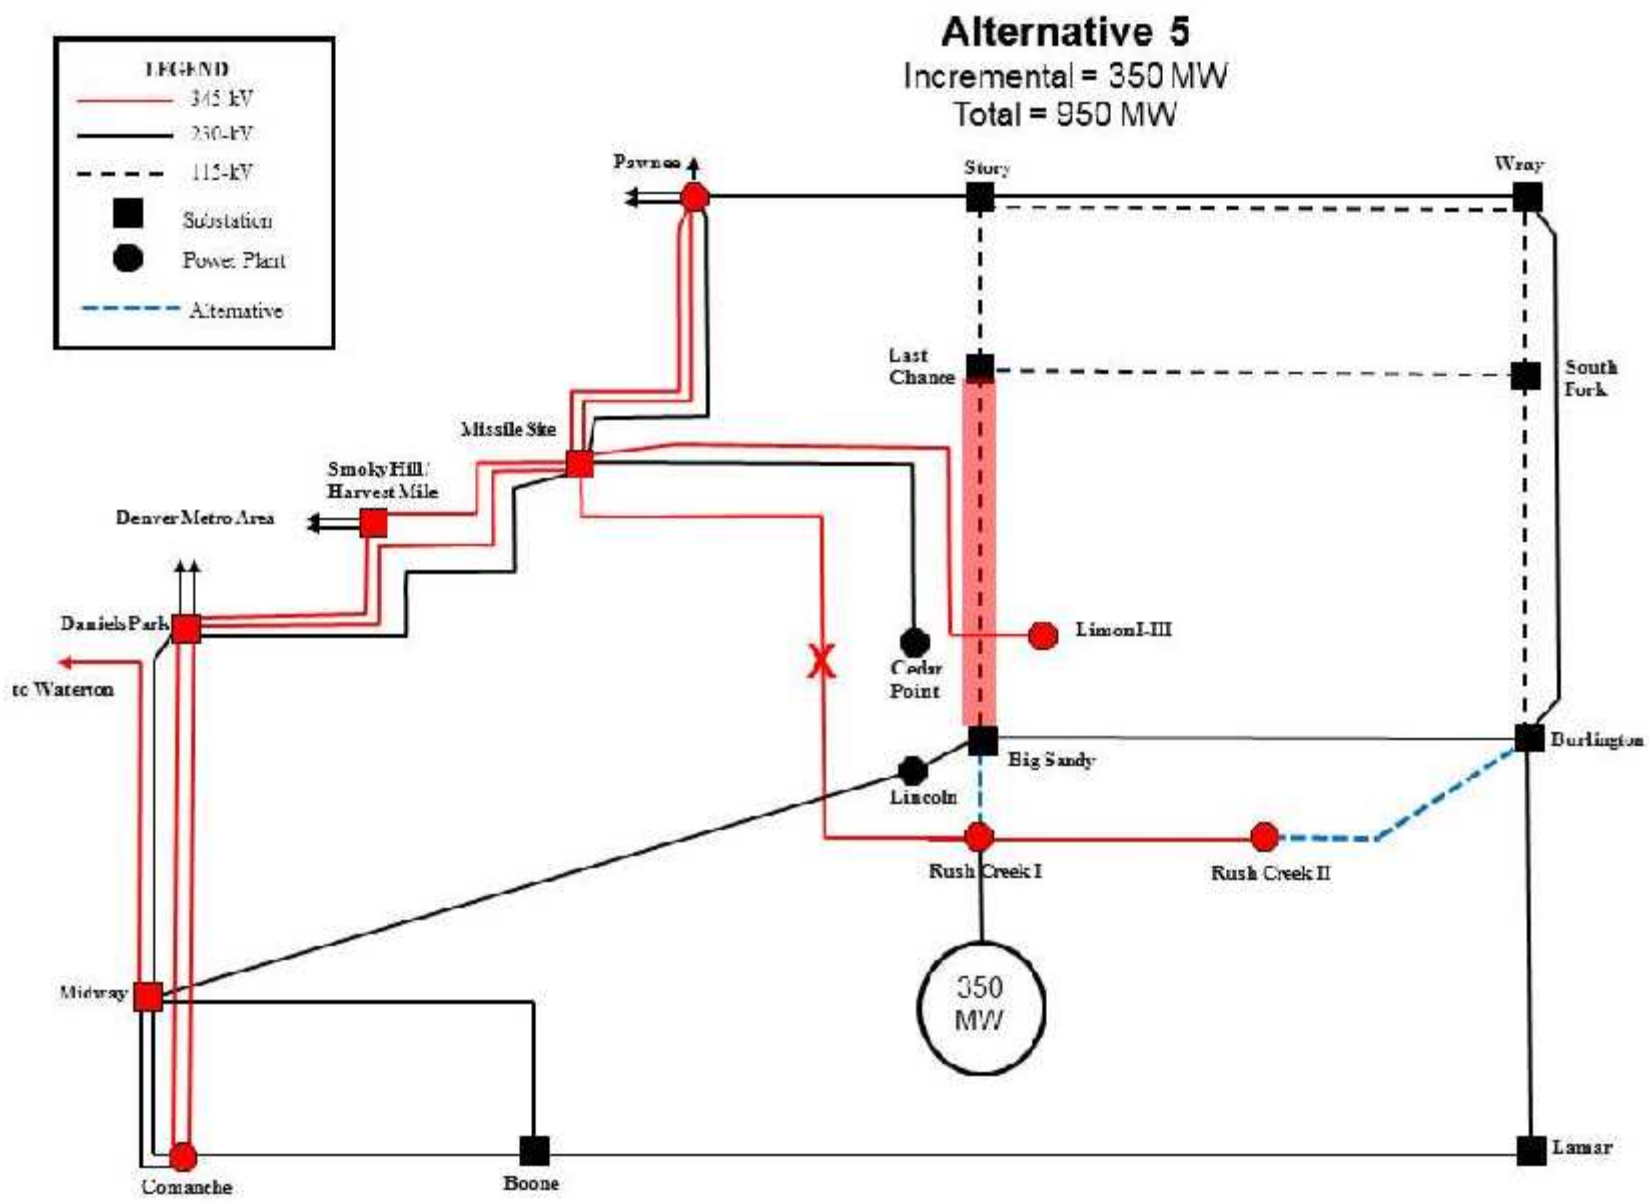 Alternative 5
Incremental = 350 MW
Total = 950 MW
LEGEND
345-kV
230-kV
115-kV
Substation
Power Plant
Alternative
Pawnee
Story
Wray
Last
Chance
South
Fork
Missile Site
Smoky Hill/
Harvest Mile
Denver Metro Area
Daniels Park
to Waterton
X
Cedar
Point
Limon I-III
Big Sandy
Burlington
Lincoln
Rush Creek I
Rush Creek II
350
MW
Midway
Comanche
Boone
Lamar